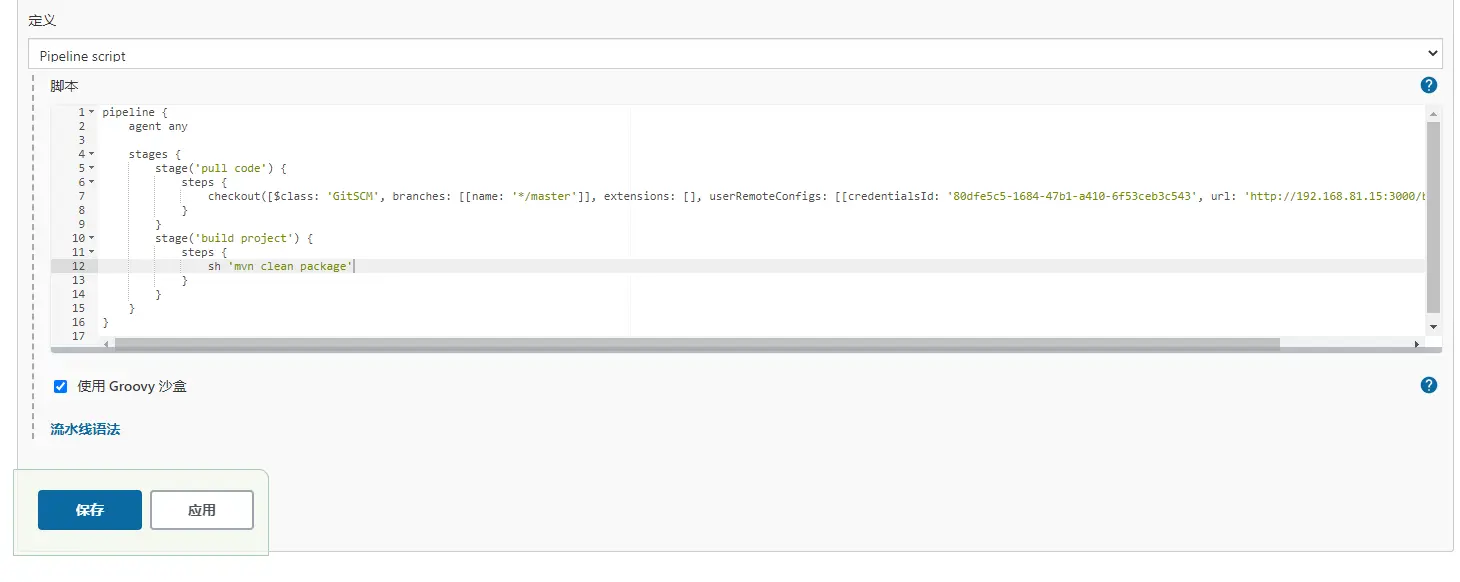 定义
Pipeline script
脚本
?
1 pipeline {
2 agent any
3
4 stages {
5 stage('pull code') {
6 steps {
7 checkout([$class: 'GitSCM', branches: [[name: '*/master']], extensions: [], userRemoteConfigs: [[credentialsId: '80dfe5c5-1684-47b1-a410-6f53ceb3c543', url: 'http://192.168.81.15:3000/
8 }
9 }
10 stage('build project') {
11 steps {
12 sh 'mvn clean package'
13 }
14 }
15 }
16 }
17
使用 Groovy 沙盒
?
流水线语法
保存
应用